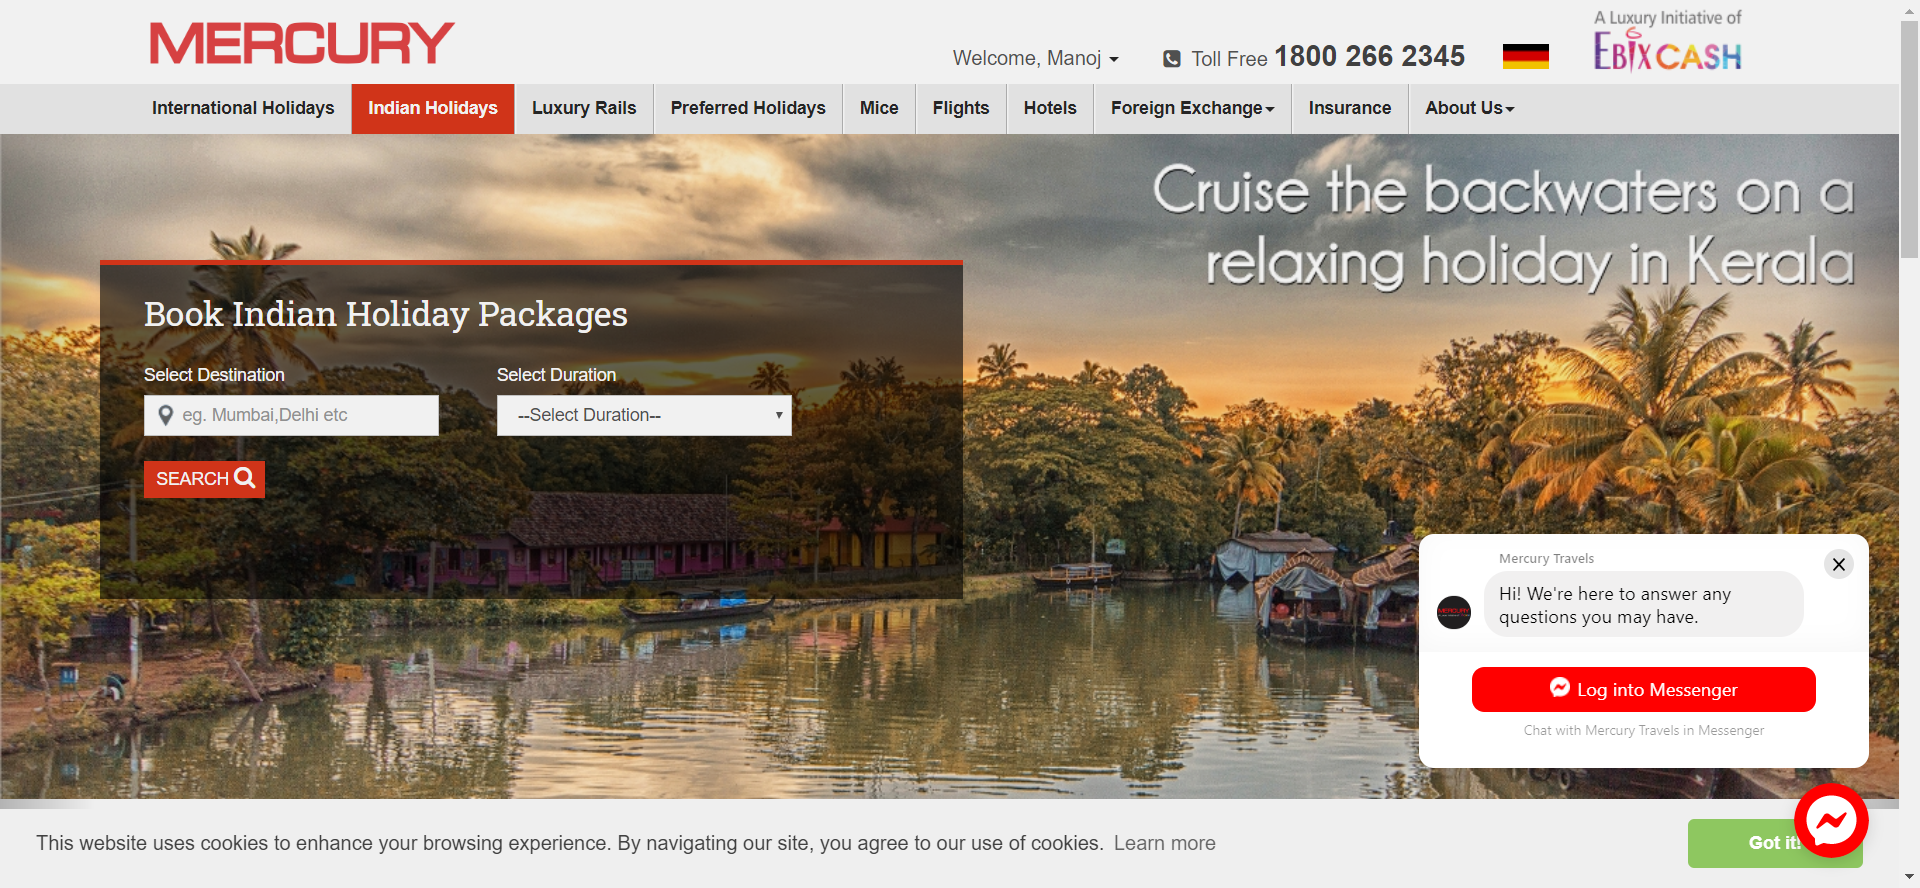 MERCURY
Welcome, Manoj
Toll Free 1800 266 2345
A Luxury Initiative of
EBIXCASH
International Holidays
Indian Holidays
Luxury Rails
Preferred Holidays
Mice
Flights
Hotels
Foreign Exchange
Insurance
About Us
Cruise the backwaters on a
relaxing holiday in Kerala
Book Indian Holiday Packages
Select Destination
Select Duration
eg. Mumbai,Delhi etc
--Select Duration--
SEARCH
Mercury Travels
Hi! We're here to answer any
questions you may have.
MERCURY
Log into Messenger
Chat with Mercury Travels in Messenger
This website uses cookies to enhance your browsing experience. By navigating our site, you agree to our use of cookies. Learn more
Got it!